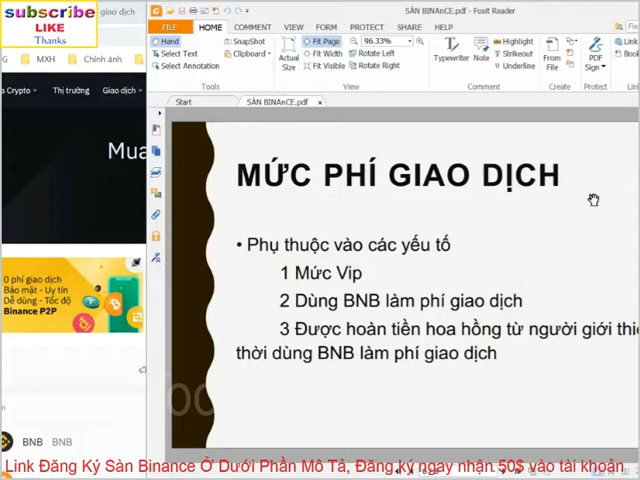 subscribe
LIKE
Thanks
giao dịch
SÀN BINAnCE.pdf - Foxit Reader
FILE HOME COMMENT VIEW FORM PROTECT SHARE HELP
Hand SnapShot Fit Page 96.33% Highlight
Select Text Clipboard Rotate Left Strikeout
Select Annotation Actual Size Fit Visible Rotate Right Typewriter Note Underline From File PDF Sign
Tools View Comment Create Protect
G MXH Chính ảnh
Start SÀN BINAnCE.pdf
a Crypto Thị trường Giao dịch
Mua
MỨC PHÍ GIAO DỊCH
• Phụ thuộc vào các yếu tố
1 Mức Vip
2 Dùng BNB làm phí giao dịch
3 Được hoàn tiền hoa hồng từ người giới thi
thời dùng BNB làm phí giao dịch
0 phí giao dịch
Bảo mật - Uy tín
Dễ dùng - Tốc độ
Binance P2P
BNB BNB
Link Đăng Ký Sàn Binance Ở Dưới Phần Mô Tả, Đăng ký ngay nhận 50$ vào tài khoản